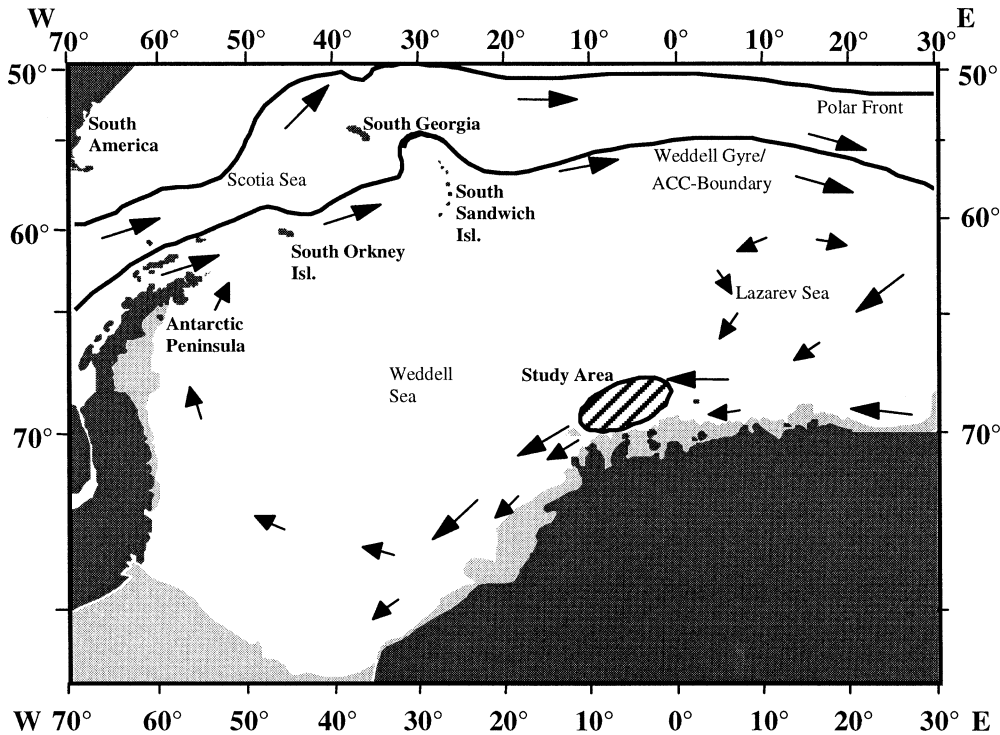 W E
70° 60° 50° 40° 30° 20° 10° 0° 10° 20° 30°
50° 50°
Polar Front
South
America
South Georgia
Weddell Gyre/
ACC-Boundary
Scotia Sea
South
Sandwich
Isl.
60° 60°
South Orkney
Isl.
Lazarev Sea
Antarctic
Peninsula
Weddell
Sea
Study Area
70° 70°
70° 60° 50° 40° 30° 20° 10° 0° 10° 20° 30°
W E